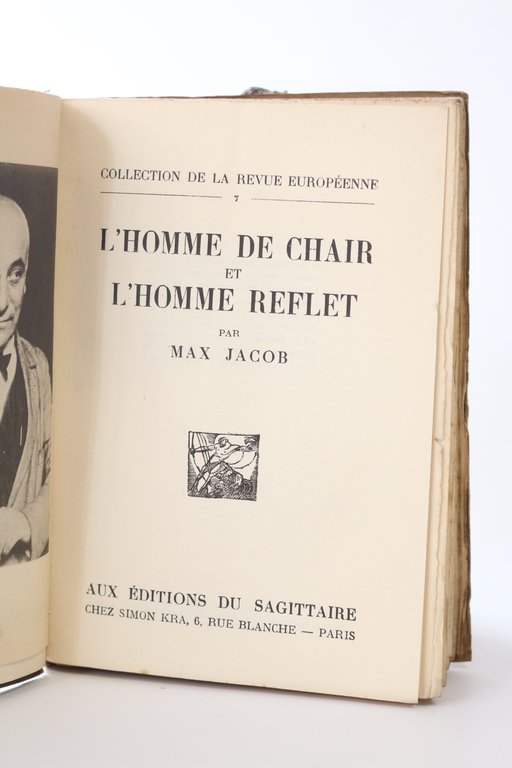 COLLECTION DE LA REVUE EUROPÉENNE
7
L'HOMME DE CHAIR
ET
L'HOMME REFLET
PAR
MAX JACOB
AUX ÉDITIONS DU SAGITTAIRE
CHEZ SIMON KRA, 6, RUE BLANCHE — PARIS